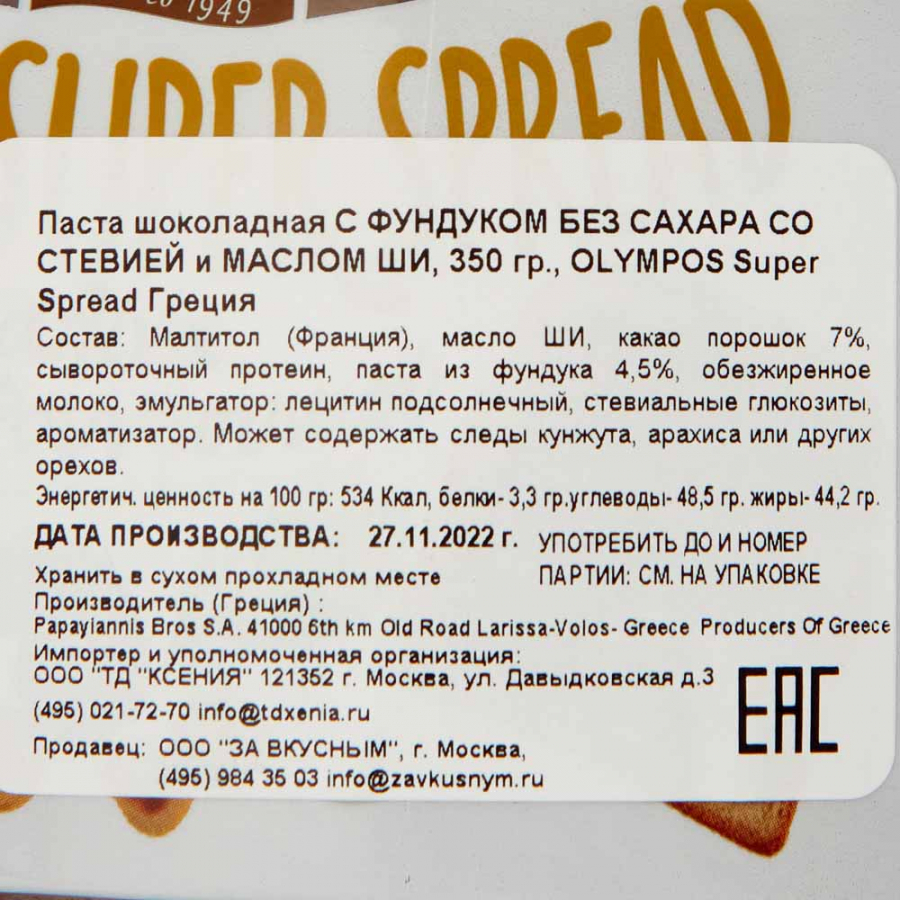 1949
SUPER SPREAD
Паста шоколадная С ФУНДУКОМ БЕЗ САХАРА СО
СТЕВИЕЙ и МАСЛОМ ШИ, 350 гр., OLYMPOS Super
Spread Греция
Состав: Малтитол (Франция), масло ШИ, какао порошок 7%,
сывороточный протеин, паста из фундука 4,5%, обезжиренное
молоко, эмульгатор: лецитин подсолнечный, стевиальные глюкозиты,
ароматизатор. Может содержать следы кунжута, арахиса или других
орехов.
Энергетич. ценность на 100 гр: 534 Ккал, белки- 3,3 гр.углеводы- 48,5 гр. жиры- 44,2 гр.
ДАТА ПРОИЗВОДСТВА: 27.11.2022 г.
УПОТРЕБИТЬ ДО И НОМЕР
ПАРТИИ: СМ. НА УПАКОВКЕ
Хранить в сухом прохладном месте
Производитель (Греция) :
Papayiannis Bros S.A. 41000 6th km Old Road Larissa-Volos- Greece Producers Of Greece
Импортер и уполномоченная организация:
ООО "ТД "КСЕНИЯ" 121352 г. Москва, ул. Давыдковская д.3
(495) 021-72-70 info@tdxenia.ru
EAC
Продавец: ООО "ЗА ВКУСНЫМ", г. Москва,
(495) 984 35 03 info@zavkusnym.ru